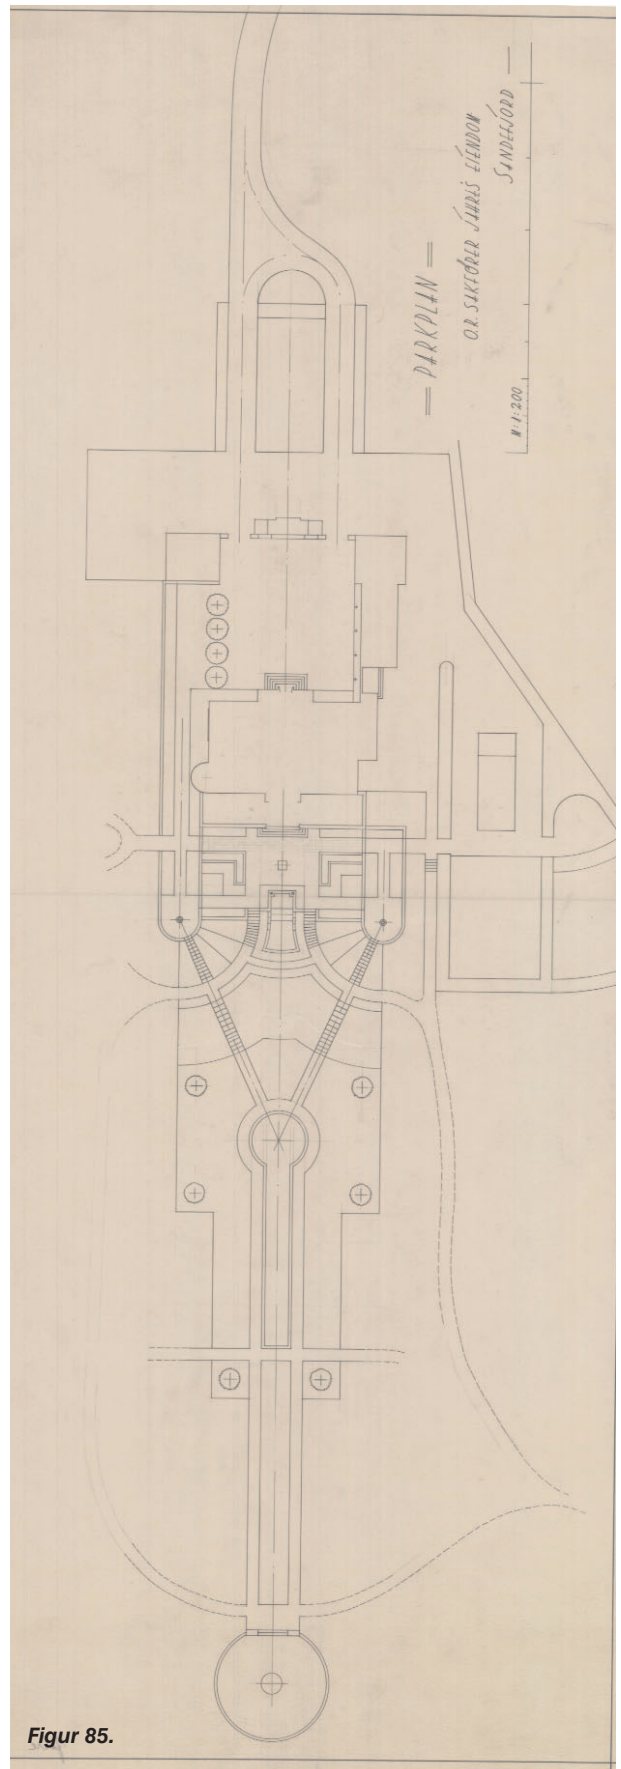 — PARKPLAN —
O.R. SAKFØRER JAHRES EIENDOM
SANDEFJORD —
M: 1:200
Figur 85.